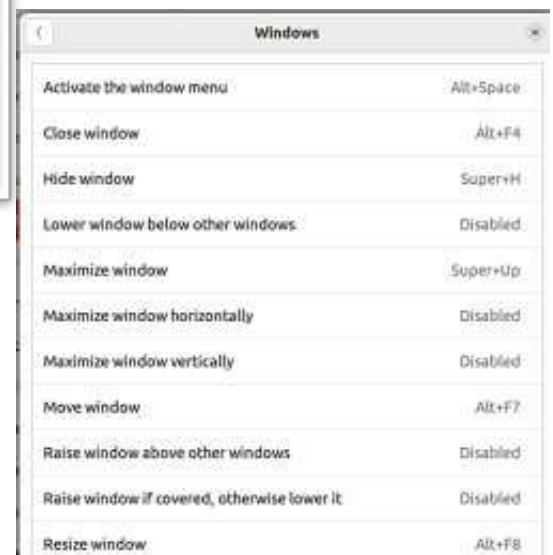 Windows
Activate the window menu Alt+Space
Close window Alt+F4
Hide window Super+H
Lower window below other windows Disabled
Maximize window Super+Up
Maximize window horizontally Disabled
Maximize window vertically Disabled
Move window Alt+F7
Raise window above other windows Disabled
Raise window if covered, otherwise lower it Disabled
Resize window Alt+F8